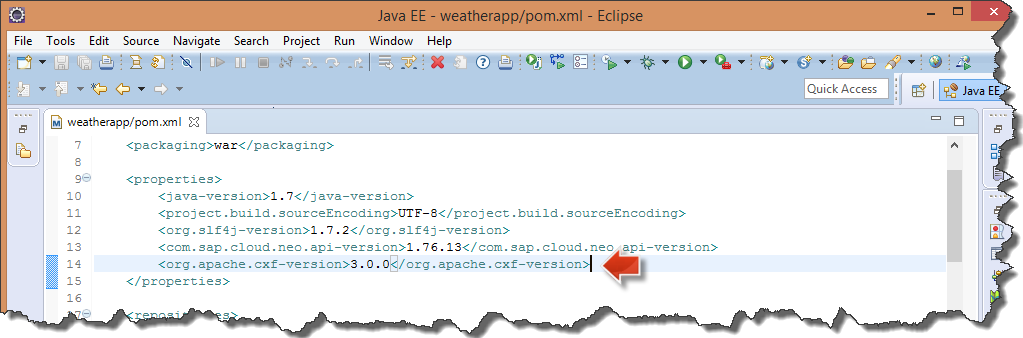 Java EE - weatherapp/pom.xml - Eclipse
File Tools Edit Source Refactor Navigate Search Project Run Window Help
Quick Access
Java EE
weatherapp/pom.xml
7 <packaging>war</packaging>
8
9 <properties>
10 <java-version>1.7</java-version>
11 <project.build.sourceEncoding>UTF-8</project.build.sourceEncoding>
12 <org.slf4j-version>1.7.2</org.slf4j-version>
13 <com.sap.cloud.neo.api-version>1.76.13</com.sap.cloud.neo.api-version>
14 <org.apache.cxf-version>3.0.0</org.apache.cxf-version>
15 </properties>
16
17 <repositories>